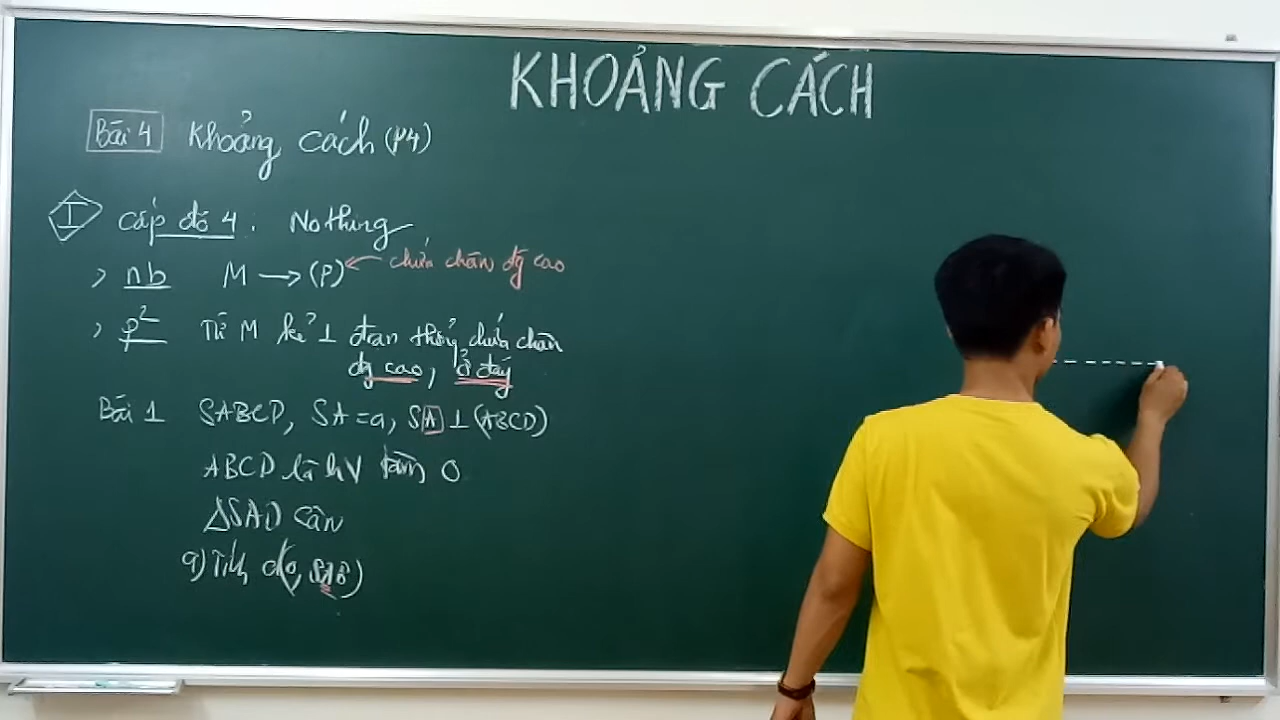 KHOẢNG CÁCH
Bài 4 Khoảng cách (P4)
I Cấp độ 4: Nothing
> nb M → (P) ← chứa chân đg cao
> p² Từ M kẻ ⊥ đoạn thẳng chứa chân
đg cao, ở đáy
Bài 1 SABCD, SA = a, SA ⊥ (ABCD)
ABCD là hV tâm O
ΔSAD cân
a) Tính d(O, SAB)